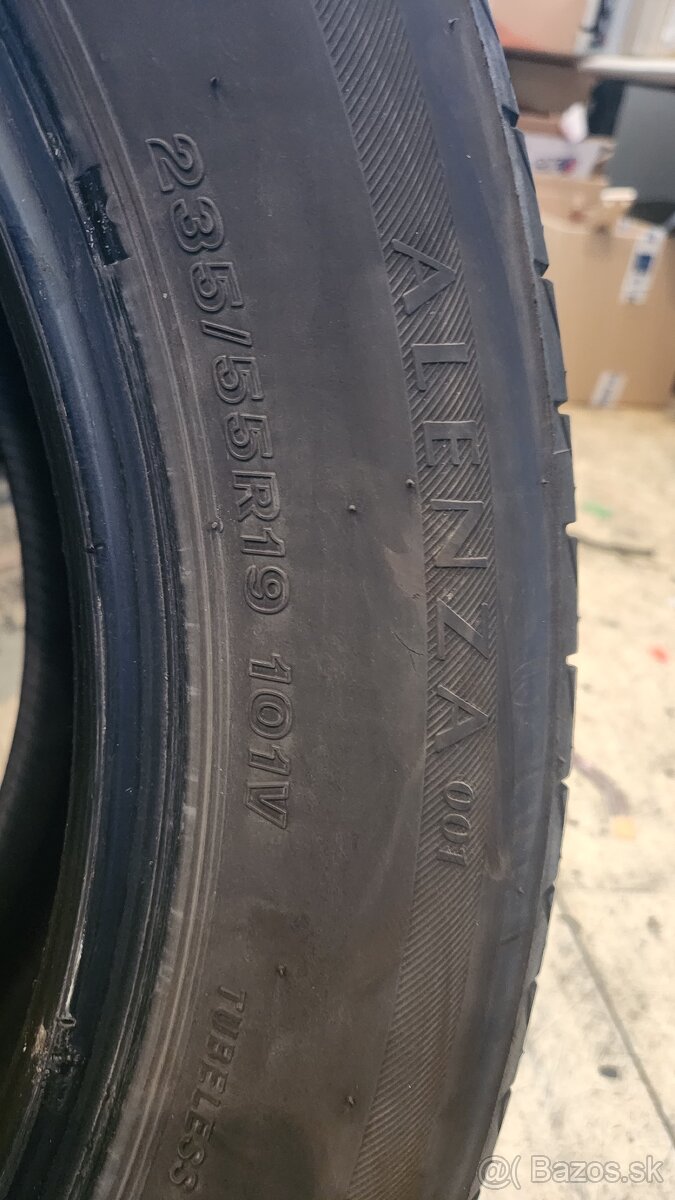 235/55R19 101V
ALENZA 001
TUBELESS
@( Bazos.sk